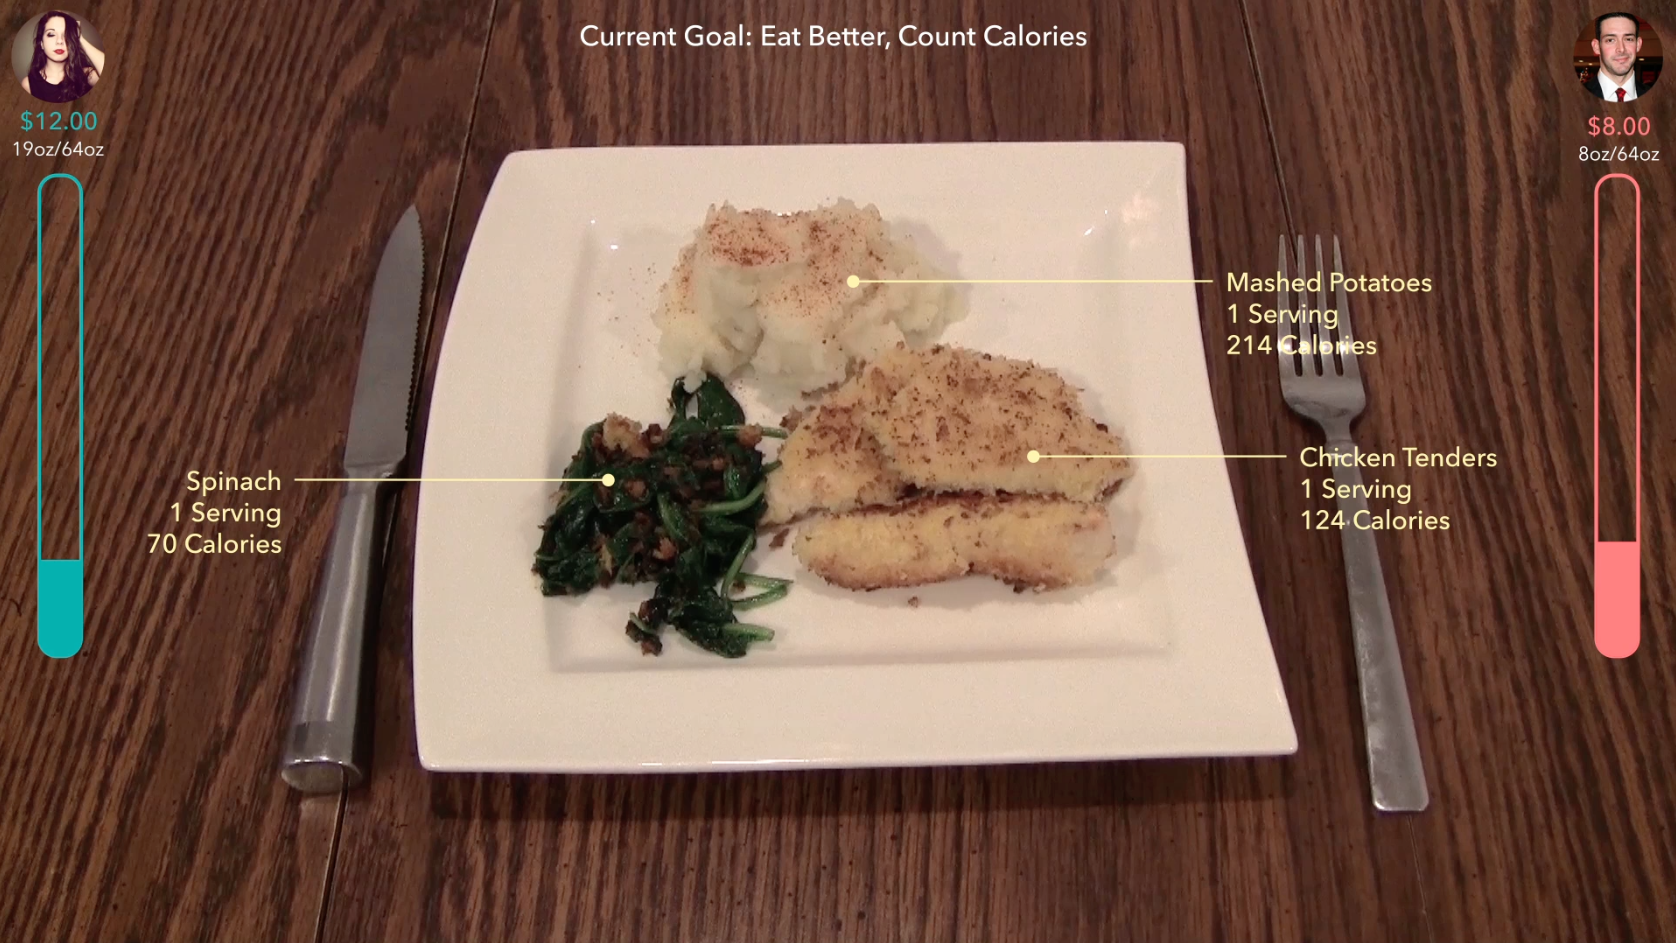 Current Goal: Eat Better, Count Calories
$12.00
19oz/64oz
$8.00
8oz/64oz
Mashed Potatoes
1 Serving
214 Calories
Chicken Tenders
1 Serving
124 Calories
Spinach
1 Serving
70 Calories